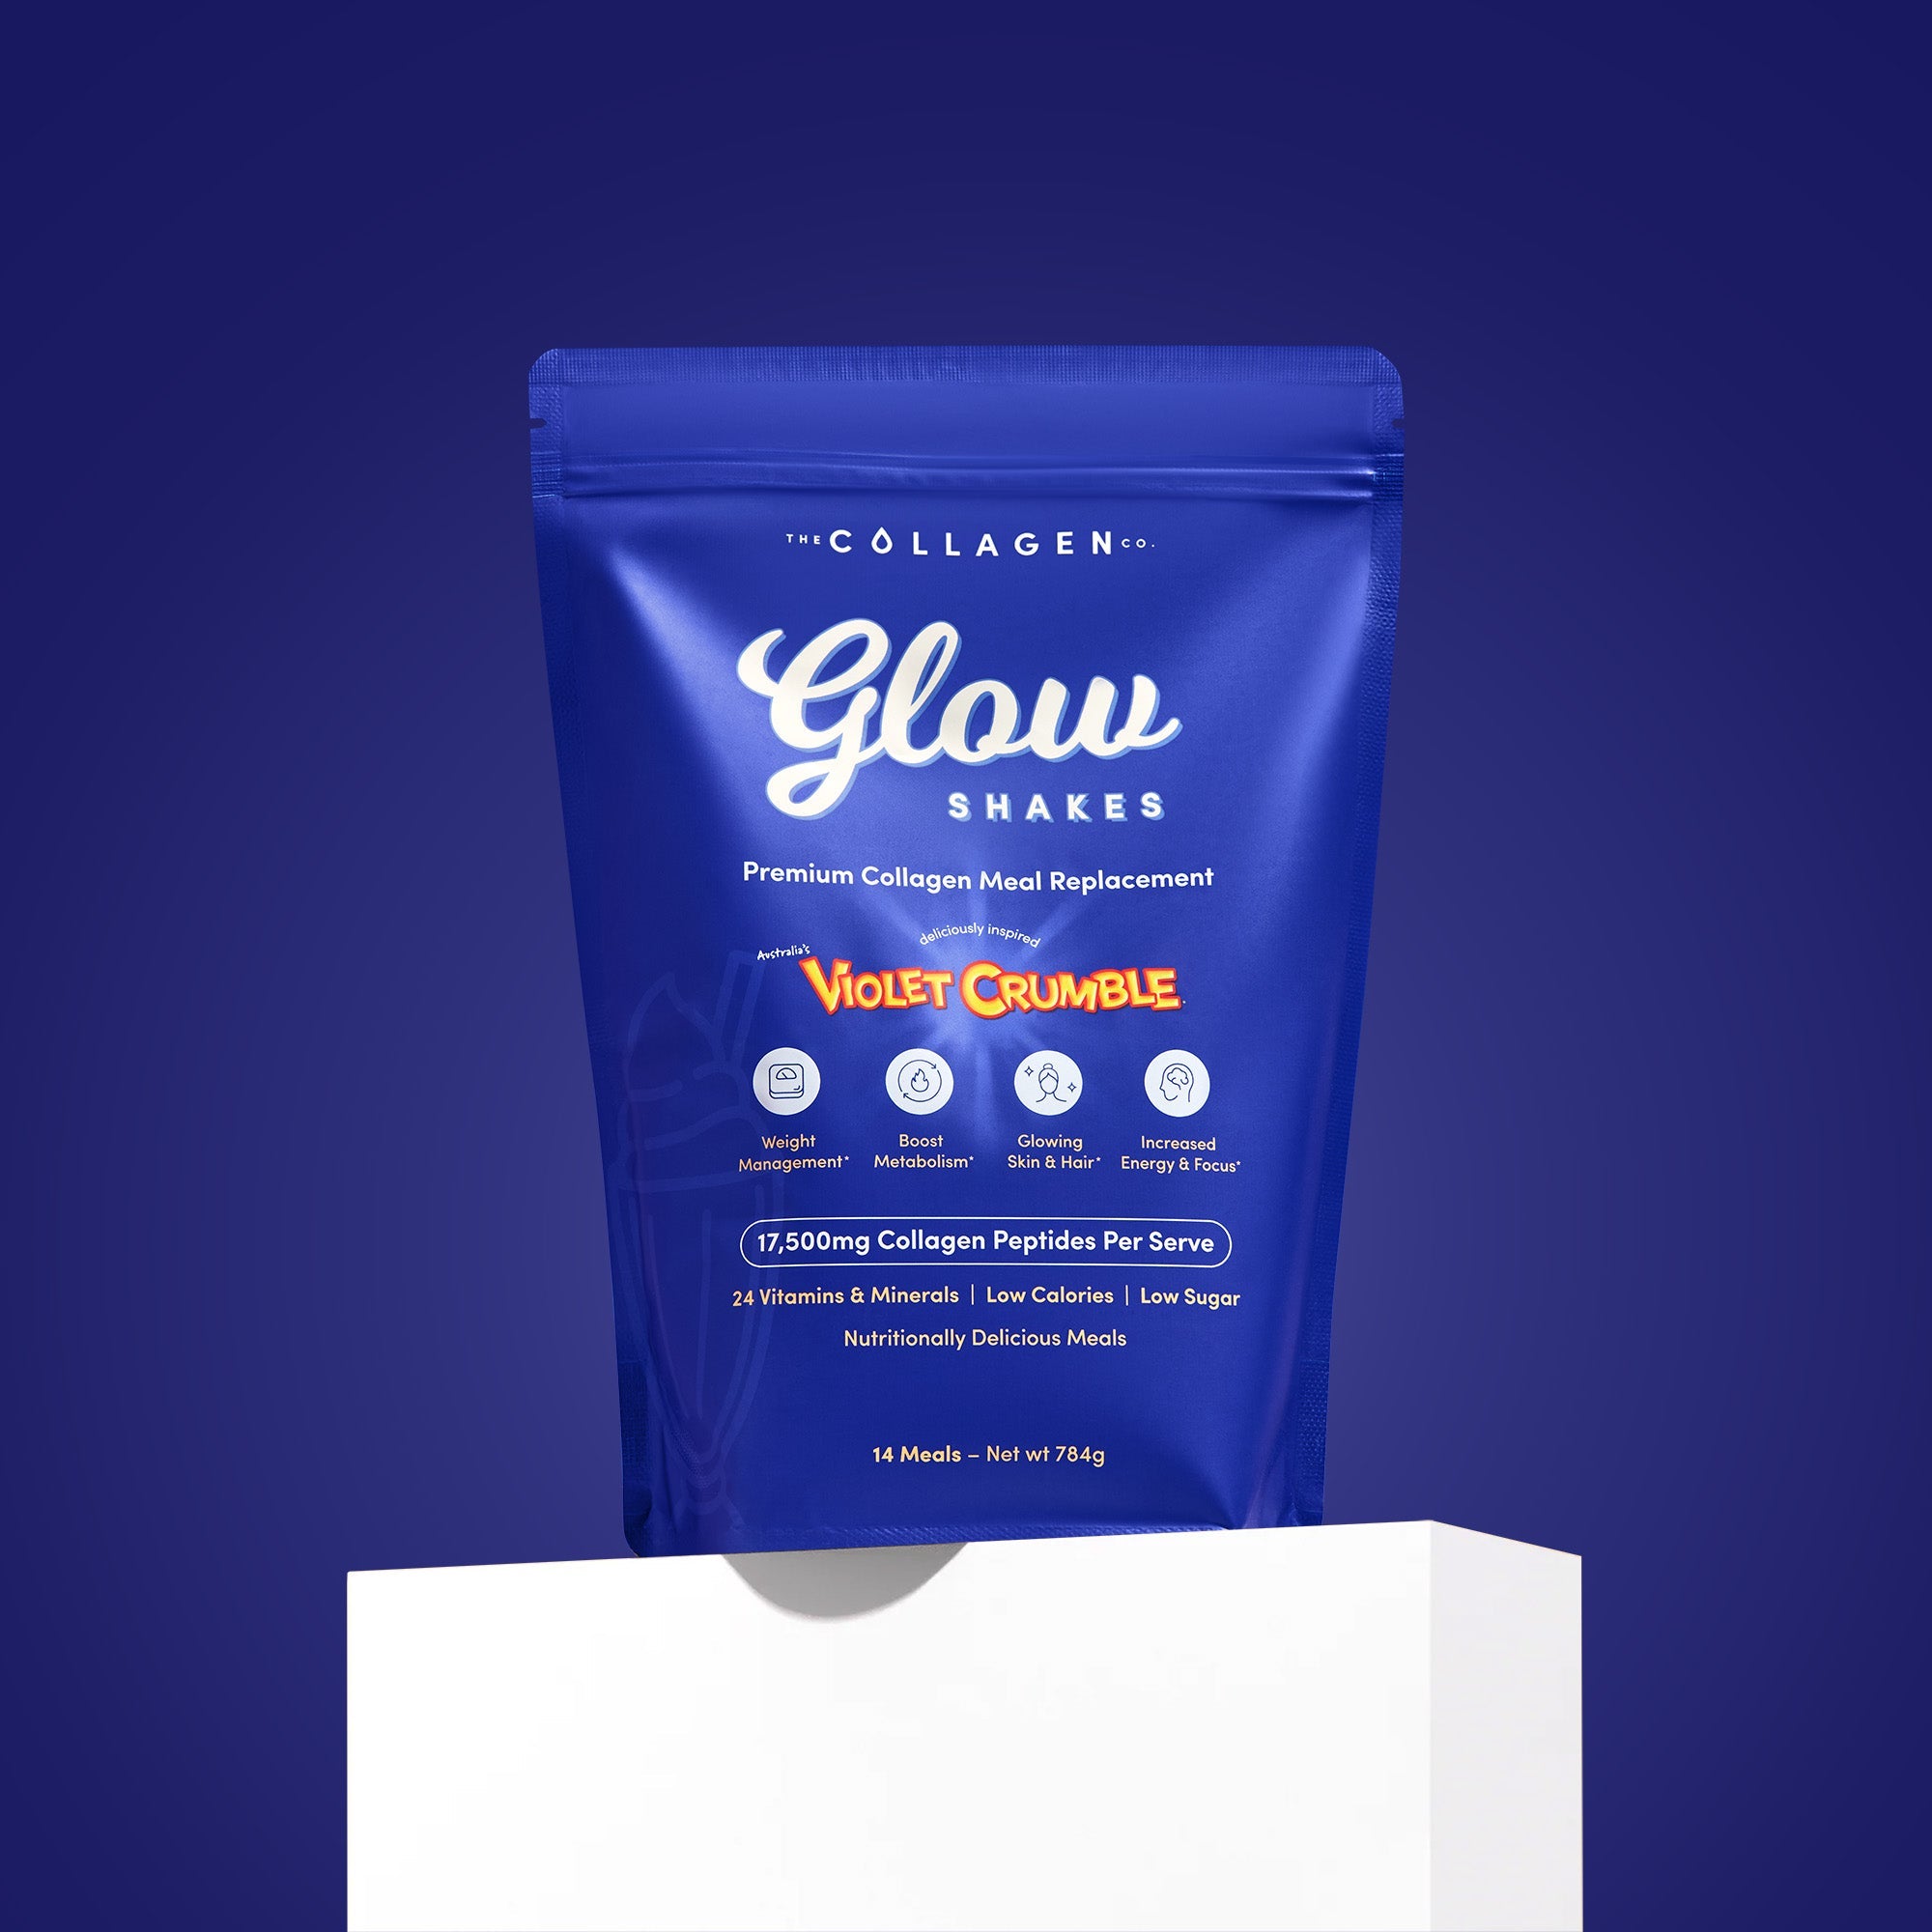 THE COLLAGEN CO.
Glow
SHAKES
Premium Collagen Meal Replacement
deliciously inspired
Australia's
VIOLET CRUMBLE
Weight Management*
Boost Metabolism*
Glowing Skin & Hair*
Increased Energy & Focus*
17,500mg Collagen Peptides Per Serve
24 Vitamins & Minerals | Low Calories | Low Sugar
Nutritionally Delicious Meals
14 Meals – Net wt 784g